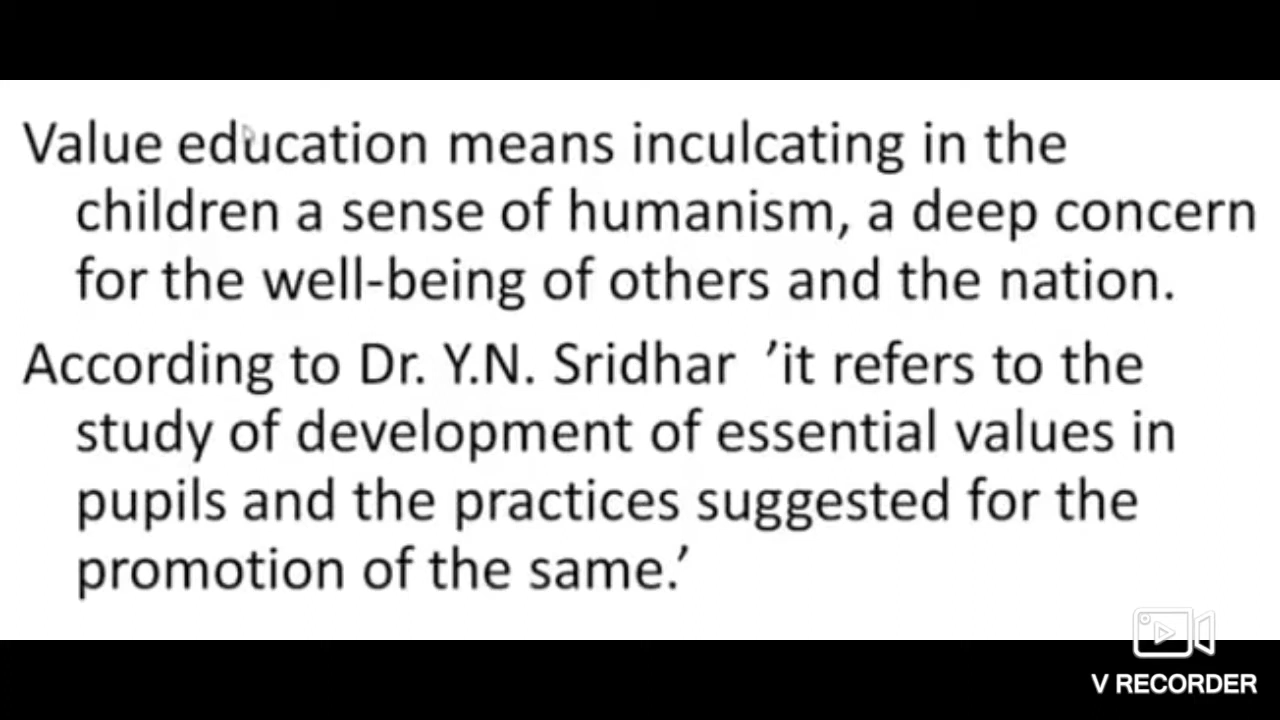 Value education means inculcating in the
children a sense of humanism, a deep concern
for the well-being of others and the nation.
According to Dr. Y.N. Sridhar ’it refers to the
study of development of essential values in
pupils and the practices suggested for the
promotion of the same.’
V RECORDER